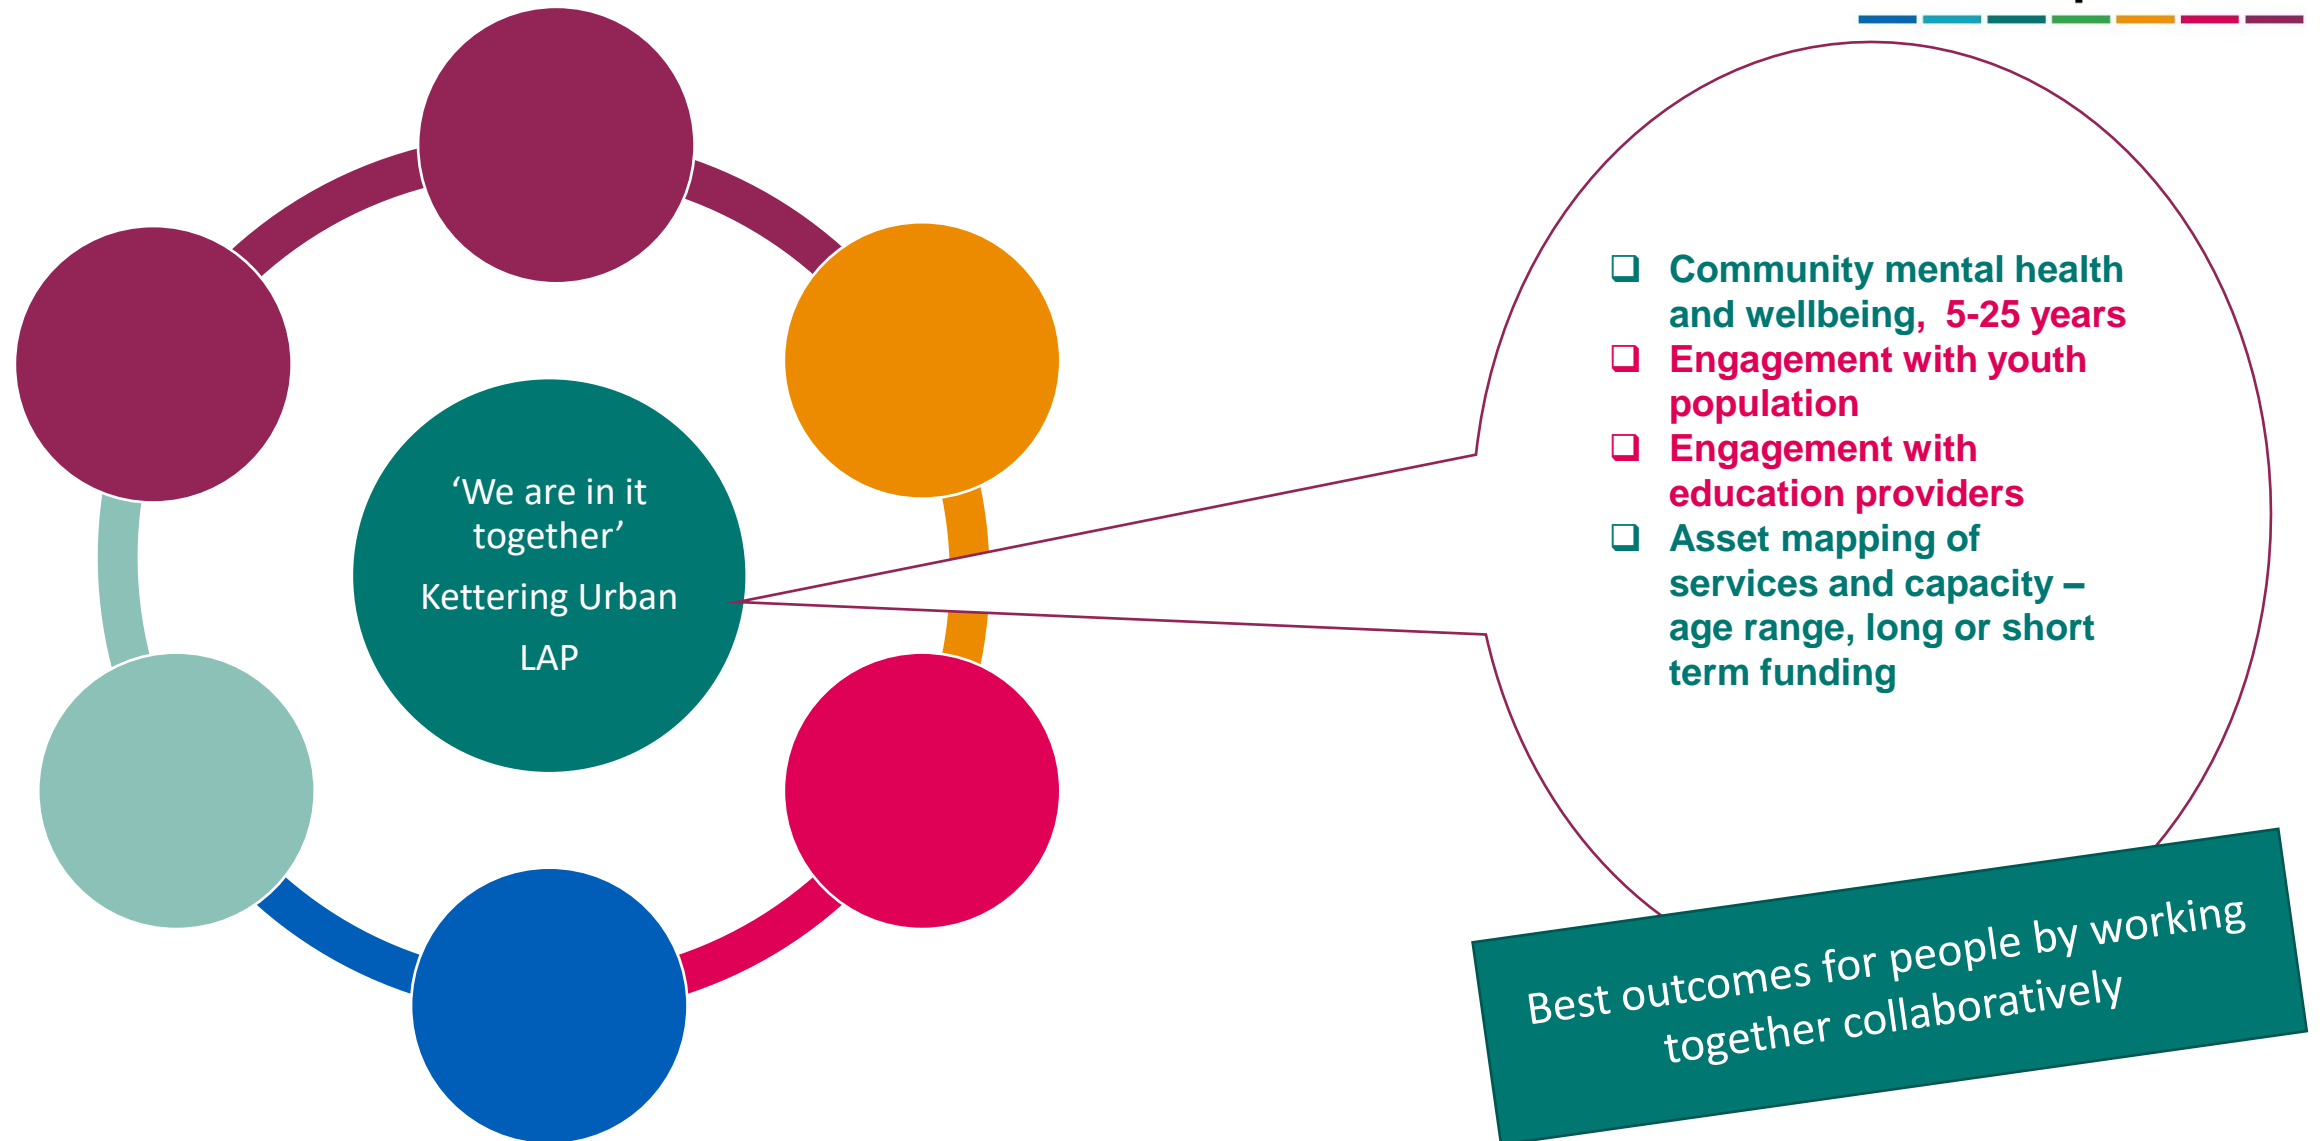 ‘We are in it
together’
Kettering Urban
LAP
❑ Community mental health
and wellbeing,  5-25 years
❑ Engagement with youth
population
❑ Engagement with
education providers
❑ Asset mapping of
services and capacity –
age range, long or short
term funding
Best outcomes for people by working
together collaboratively